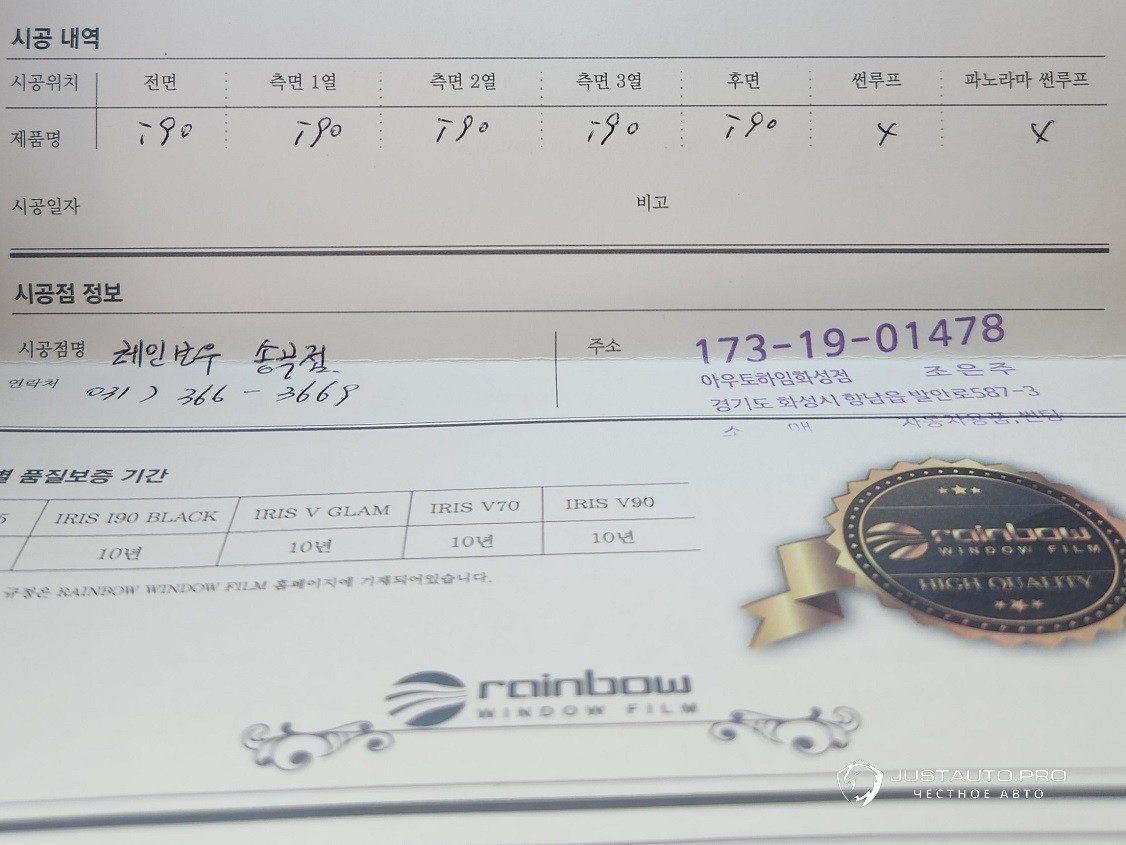 시공 내역
시공위치 전면 측면 1열 측면 2열 측면 3열 후면 썬루프 파노라마 썬루프
제품명 i90 i90 i90 i90 i90 X X
시공일자 비고
시공점 정보
시공점명 레인보우 송곡점 주소 173-19-01478
연락처 031) 366-3669 아우토하임화성점 조은주
경기도 화성시 향남읍 발안로587-3
소 매 자동차용품,썬팅
별 품질보증 기간
5 IRIS I90 BLACK IRIS V GLAM IRIS V70 IRIS V90
10년 10년 10년 10년
규정은 RAINBOW WINDOW FILM 홈페이지에 기재되어있습니다.
rainbow
WINDOW FILM
HIGH QUALITY
rainbow
WINDOW FILM
JUSTAUTO.PRO
ЧЕСТНОЕ АВТО